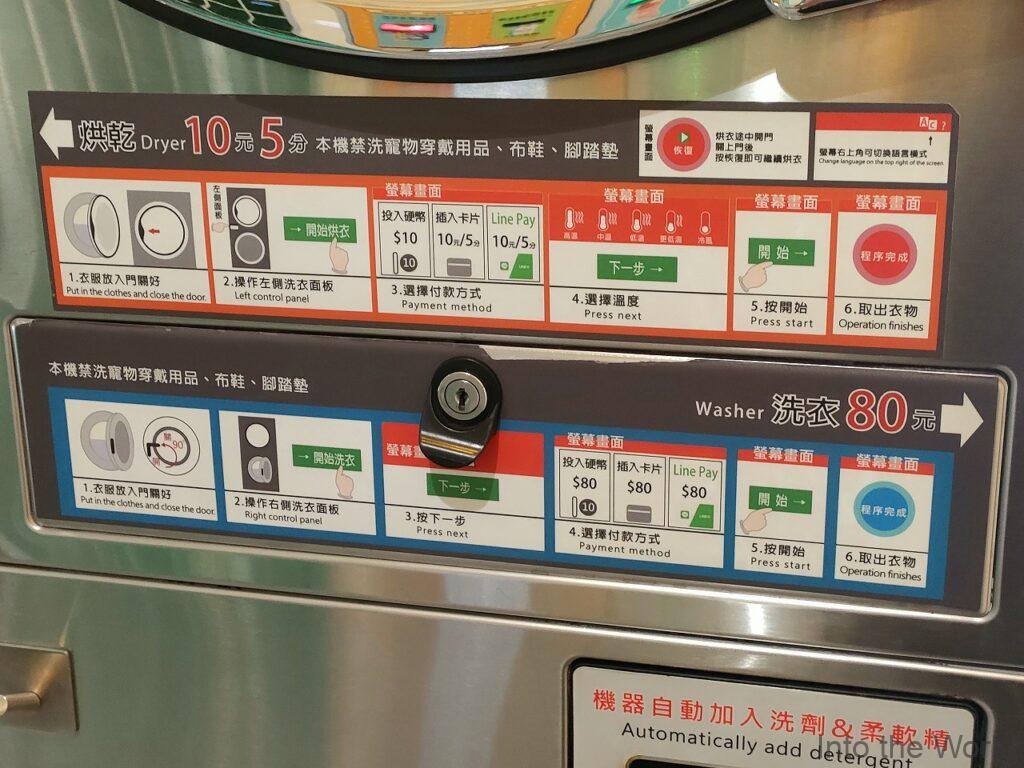 烘乾 Dryer 10元5分 本機禁洗寵物穿戴用品、布鞋、腳踏墊
螢幕畫面
恢復
烘衣途中開門
關上門後
按恢復即可繼續烘衣
AC ?
螢幕右上角可切換語言模式
Change language on the top right of the screen.
1.衣服放入門關好
Put in the clothes and close the door.
左側面板
→ 開始烘衣
2.操作左側洗衣面板
Left control panel
螢幕畫面
投入硬幣
$10
10
插入卡片
10元/5分
Line Pay
10元/5分
3.選擇付款方式
Payment method
螢幕畫面
高溫 中溫 低溫 更低溫 冷風
下一步 →
4.選擇溫度
Press next
螢幕畫面
開始 →
5.按開始
Press start
螢幕畫面
程序完成
6.取出衣物
Operation finishes
本機禁洗寵物穿戴用品、布鞋、腳踏墊
Washer 洗衣 80元
關 90°
開
1.衣服放入門關好
Put in the clothes and close the door.
→ 開始洗衣
2.操作右側洗衣面板
Right control panel
螢幕
下一步 →
3.按下一步
Press next
螢幕畫面
投入硬幣
$80
10
插入卡片
$80
Line Pay
$80
4.選擇付款方式
Payment method
螢幕畫面
開始 →
5.按開始
Press start
螢幕畫面
程序完成
6.取出衣物
Operation finishes
機器自動加入洗劑&柔軟精
Automatically add detergent
Into the Wor